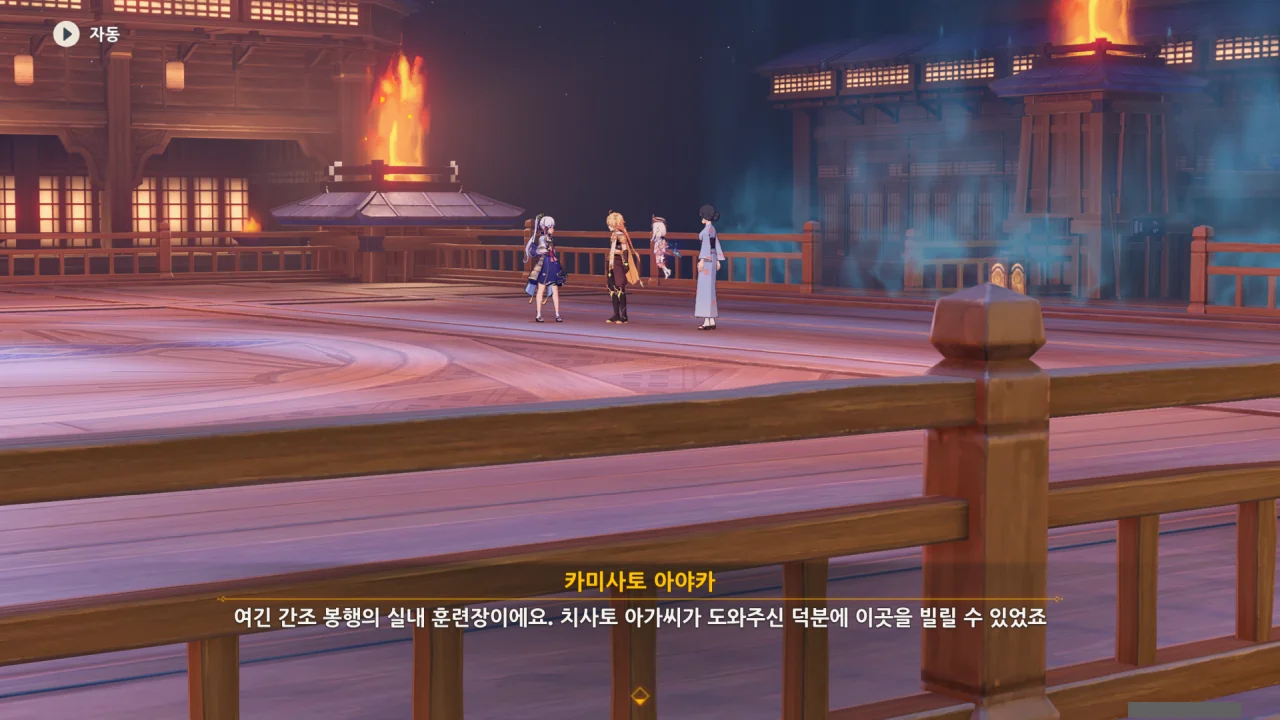 자동
카미사토 아야카
여긴 간조 봉행의 실내 훈련장이에요. 치사토 아가씨가 도와주신 덕분에 이곳을 빌릴 수 있었죠